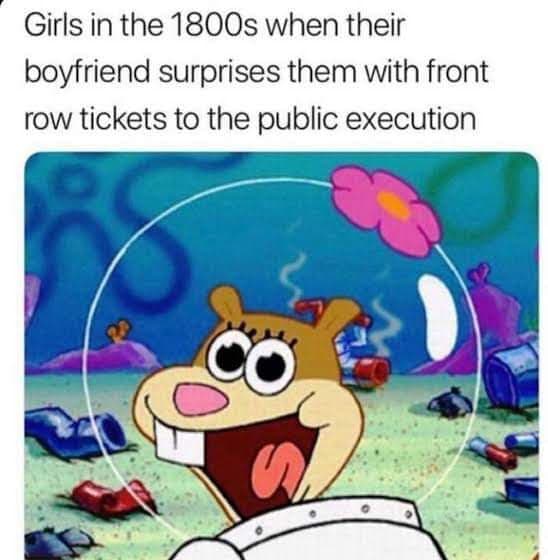 Girls in the 1800s when their
boyfriend surprises them with front
row tickets to the public execution